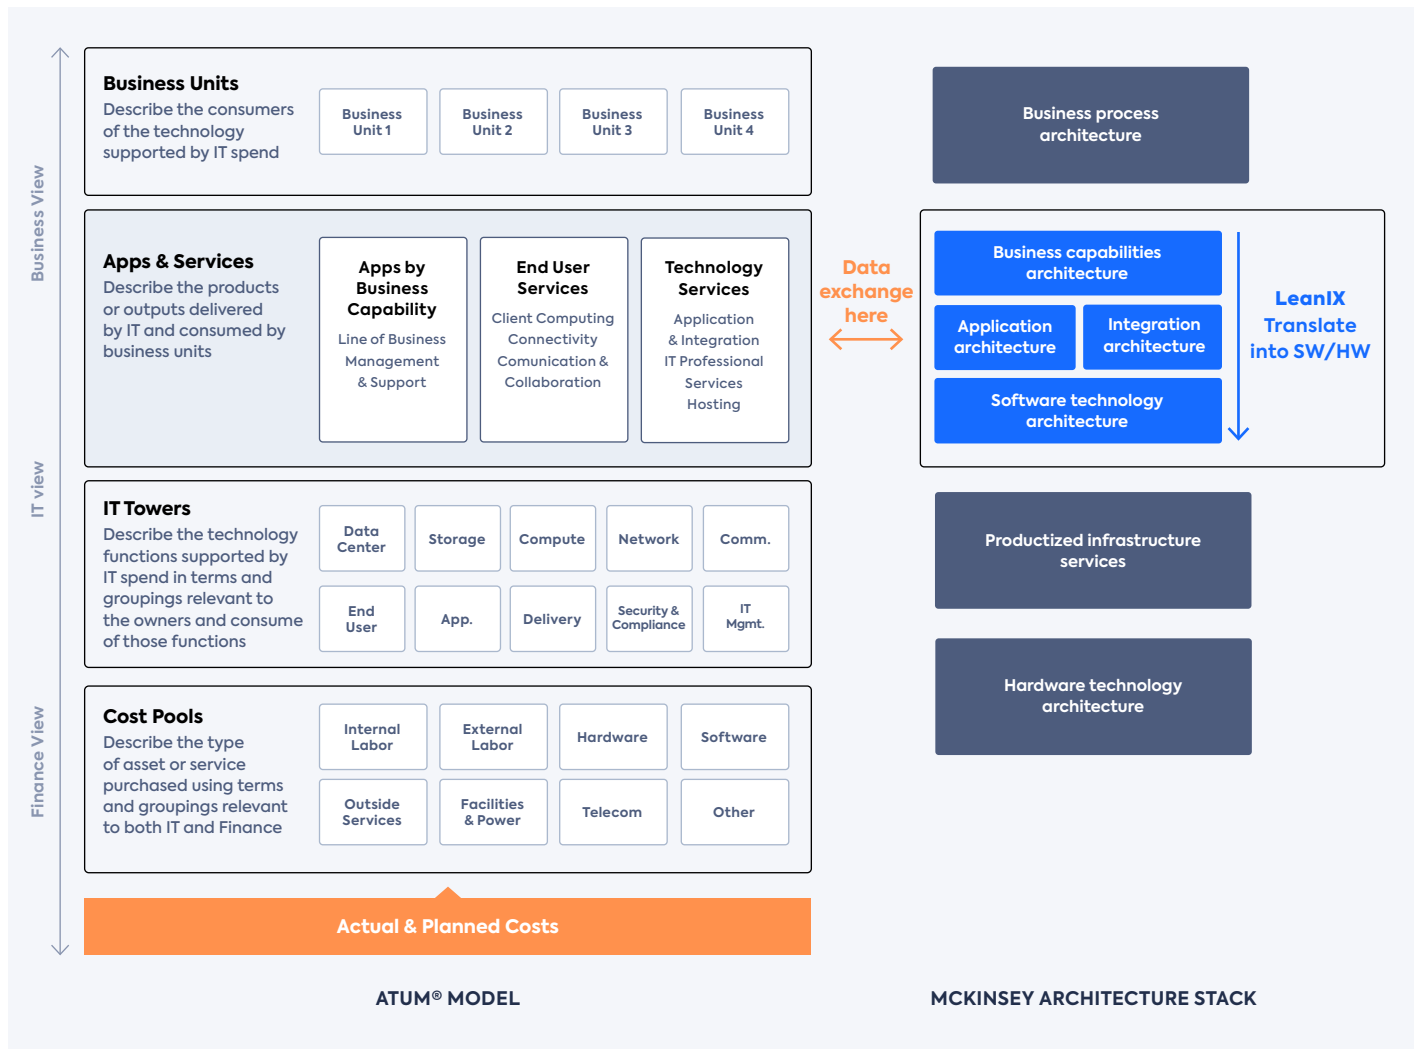 Business View
IT view
Finance View
Business Units
Describe the consumers
of the technology
supported by IT spend
Business
Unit 1
Business
Unit 2
Business
Unit 3
Business
Unit 4
Apps & Services
Describe the products
or outputs delivered
by IT and consumed by
business units
Apps by
Business
Capability
Line of Business
Management
& Support
End User
Services
Client Computing
Connectivity
Comunication &
Collaboration
Technology
Services
Application
& Integration
IT Professional
Services
Hosting
IT Towers
Describe the technology
functions supported by
IT spend in terms and
groupings relevant to
the owners and consume
of those functions
Data
Center
Storage
Compute
Network
Comm.
End
User
App.
Delivery
Security &
Compliance
IT
Mgmt.
Cost Pools
Describe the type
of asset or service
purchased using terms
and groupings relevant
to both IT and Finance
Internal
Labor
External
Labor
Hardware
Software
Outside
Services
Facilities
& Power
Telecom
Other
Actual & Planned Costs
ATUM® MODEL
Data
exchange
here
Business process
architecture
Business capabilities
architecture
Application
architecture
Integration
architecture
Software technology
architecture
LeanIX
Translate
into SW/HW
Productized infrastructure
services
Hardware technology
architecture
MCKINSEY ARCHITECTURE STACK